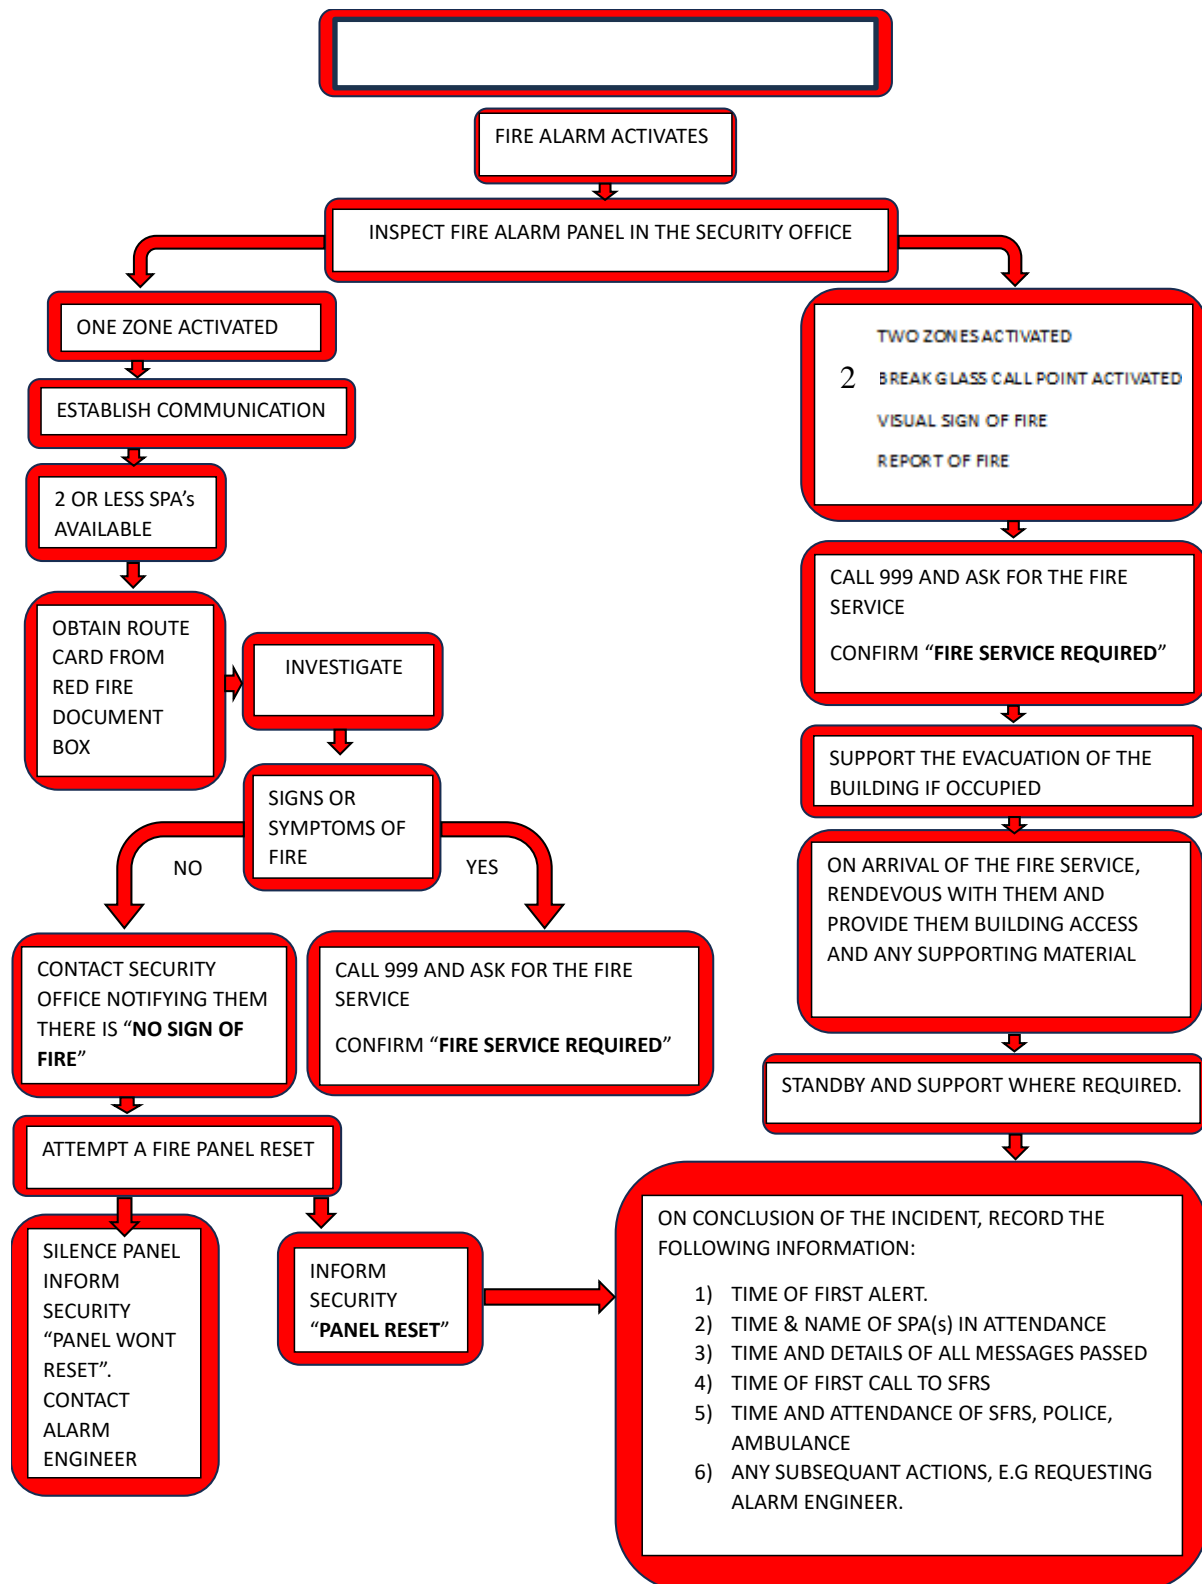 FIRE ALARM ACTIVATES
INSPECT FIRE ALARM PANEL IN THE SECURITY OFFICE
ONE ZONE ACTIVATED
ESTABLISH COMMUNICATION
2 OR LESS SPA's
AVAILABLE
OBTAIN ROUTE
CARD FROM
RED FIRE
DOCUMENT
BOX
INVESTIGATE
SIGNS OR
SYMPTOMS OF
FIRE
NO
YES
CONTACT SECURITY
OFFICE NOTIFYING THEM
THERE IS “NO SIGN OF
FIRE”
CALL 999 AND ASK FOR THE FIRE
SERVICE
CONFIRM “FIRE SERVICE REQUIRED”
ATTEMPT A FIRE PANEL RESET
SILENCE PANEL
INFORM
SECURITY
“PANEL WONT
RESET”.
CONTACT
ALARM
ENGINEER
INFORM
SECURITY
“PANEL RESET”
TWO ZONES ACTIVATED
2 BREAK GLASS CALL POINT ACTIVATED
VISUAL SIGN OF FIRE
REPORT OF FIRE
CALL 999 AND ASK FOR THE FIRE
SERVICE
CONFIRM “FIRE SERVICE REQUIRED”
SUPPORT THE EVACUATION OF THE
BUILDING IF OCCUPIED
ON ARRIVAL OF THE FIRE SERVICE,
RENDEVOUS WITH THEM AND
PROVIDE THEM BUILDING ACCESS
AND ANY SUPPORTING MATERIAL
STANDBY AND SUPPORT WHERE REQUIRED.
ON CONCLUSION OF THE INCIDENT, RECORD THE
FOLLOWING INFORMATION:
1) TIME OF FIRST ALERT.
2) TIME & NAME OF SPA(s) IN ATTENDANCE
3) TIME AND DETAILS OF ALL MESSAGES PASSED
4) TIME OF FIRST CALL TO SFRS
5) TIME AND ATTENDANCE OF SFRS, POLICE,
AMBULANCE
6) ANY SUBSEQUANT ACTIONS, E.G REQUESTING
ALARM ENGINEER.